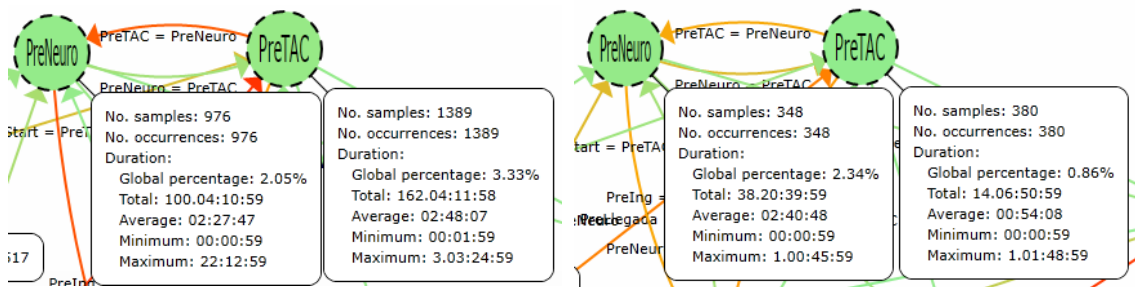 PreNeuro
PreTAC = PreNeuro
PreTAC
PreNeuro = PreTAC
No. samples: 976
No. occurrences: 976
Duration:
Global percentage: 2.05%
Total: 100.04:10:59
Average: 02:27:47
Minimum: 00:00:59
Maximum: 22:12:59
No. samples: 1389
No. occurrences: 1389
Duration:
Global percentage: 3.33%
Total: 162.04:11:58
Average: 02:48:07
Minimum: 00:01:59
Maximum: 3.03:24:59
Start = PreT
517
PreIng
PreNeuro
PreTAC = PreNeuro
PreTAC
PreNeuro = PreTAC
No. samples: 348
No. occurrences: 348
Duration:
Global percentage: 2.34%
Total: 38.20:39:59
Average: 02:40:48
Minimum: 00:00:59
Maximum: 1.00:45:59
No. samples: 380
No. occurrences: 380
Duration:
Global percentage: 0.86%
Total: 14.06:50:59
Average: 00:54:08
Minimum: 00:00:59
Maximum: 1.01:48:59
tart = PreTAC
PreIng =
PreNeur